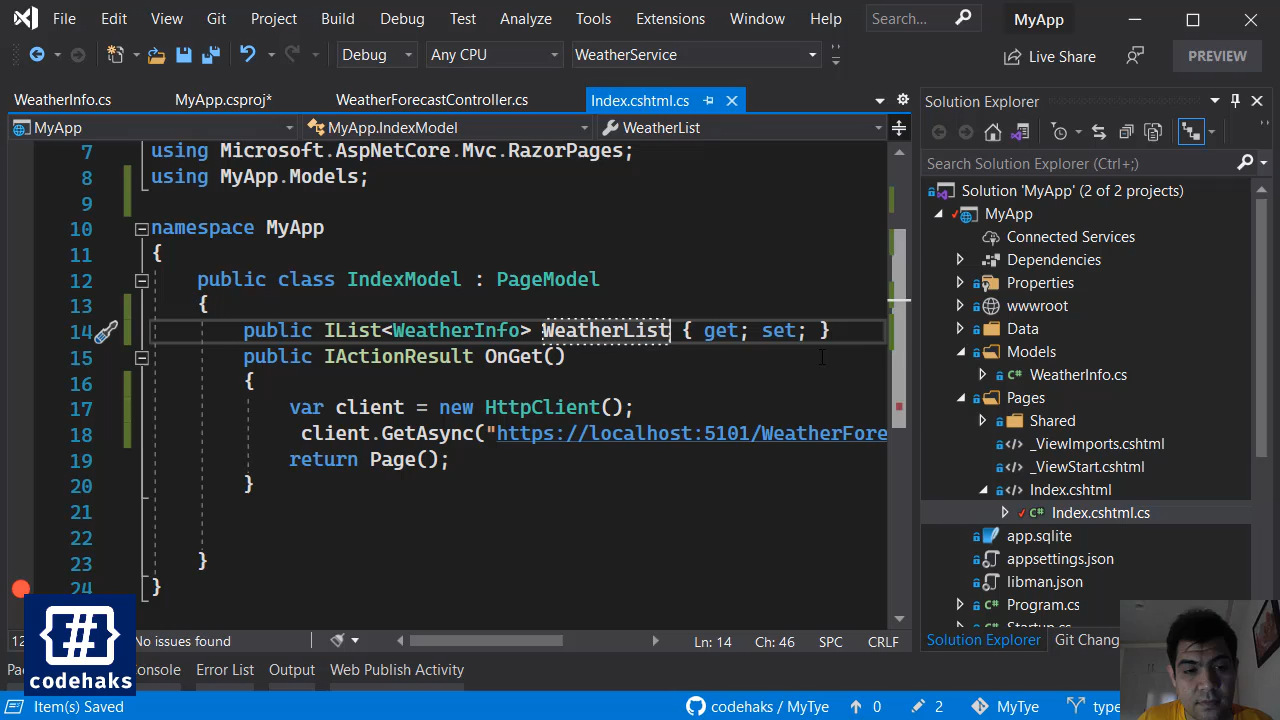 File Edit View Git Project Build Debug Test Analyze Tools Extensions Window Help Search... MyApp
Debug Any CPU WeatherService Live Share PREVIEW
WeatherInfo.cs MyApp.csproj* WeatherForecastController.cs Index.cshtml.cs
MyApp MyApp.IndexModel WeatherList
7 using Microsoft.AspNetCore.Mvc.RazorPages;
8 using MyApp.Models;
9
10 namespace MyApp
11 {
12 public class IndexModel : PageModel
13 {
14 public IList<WeatherInfo> WeatherList { get; set; }
15 public IActionResult OnGet()
16 {
17 var client = new HttpClient();
18 client.GetAsync("https://localhost:5101/WeatherFore
19 return Page();
20 }
21
22
23 }
24 }
No issues found Ln: 14 Ch: 46 SPC CRLF
Error List Output Web Publish Activity
Solution Explorer
Search Solution Explorer (Ctrl+;)
Solution 'MyApp' (2 of 2 projects)
MyApp
Connected Services
Dependencies
Properties
wwwroot
Data
Models
WeatherInfo.cs
Pages
Shared
_ViewImports.cshtml
_ViewStart.cshtml
Index.cshtml
Index.cshtml.cs
app.sqlite
appsettings.json
libman.json
Program.cs
Startup.cs
Solution Explorer Git Chang
#
codehaks
Item(s) Saved codehaks / MyTye 0 2 MyTye type